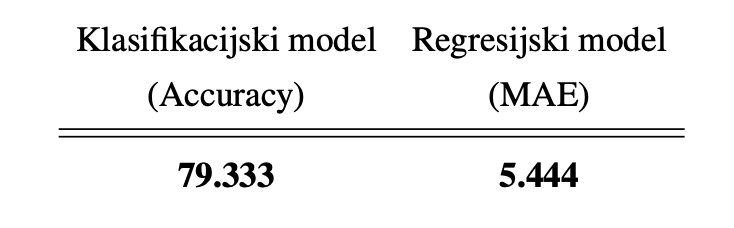 Klasifikacijski model Regresijski model
(Accuracy) (MAE)
79.333 5.444